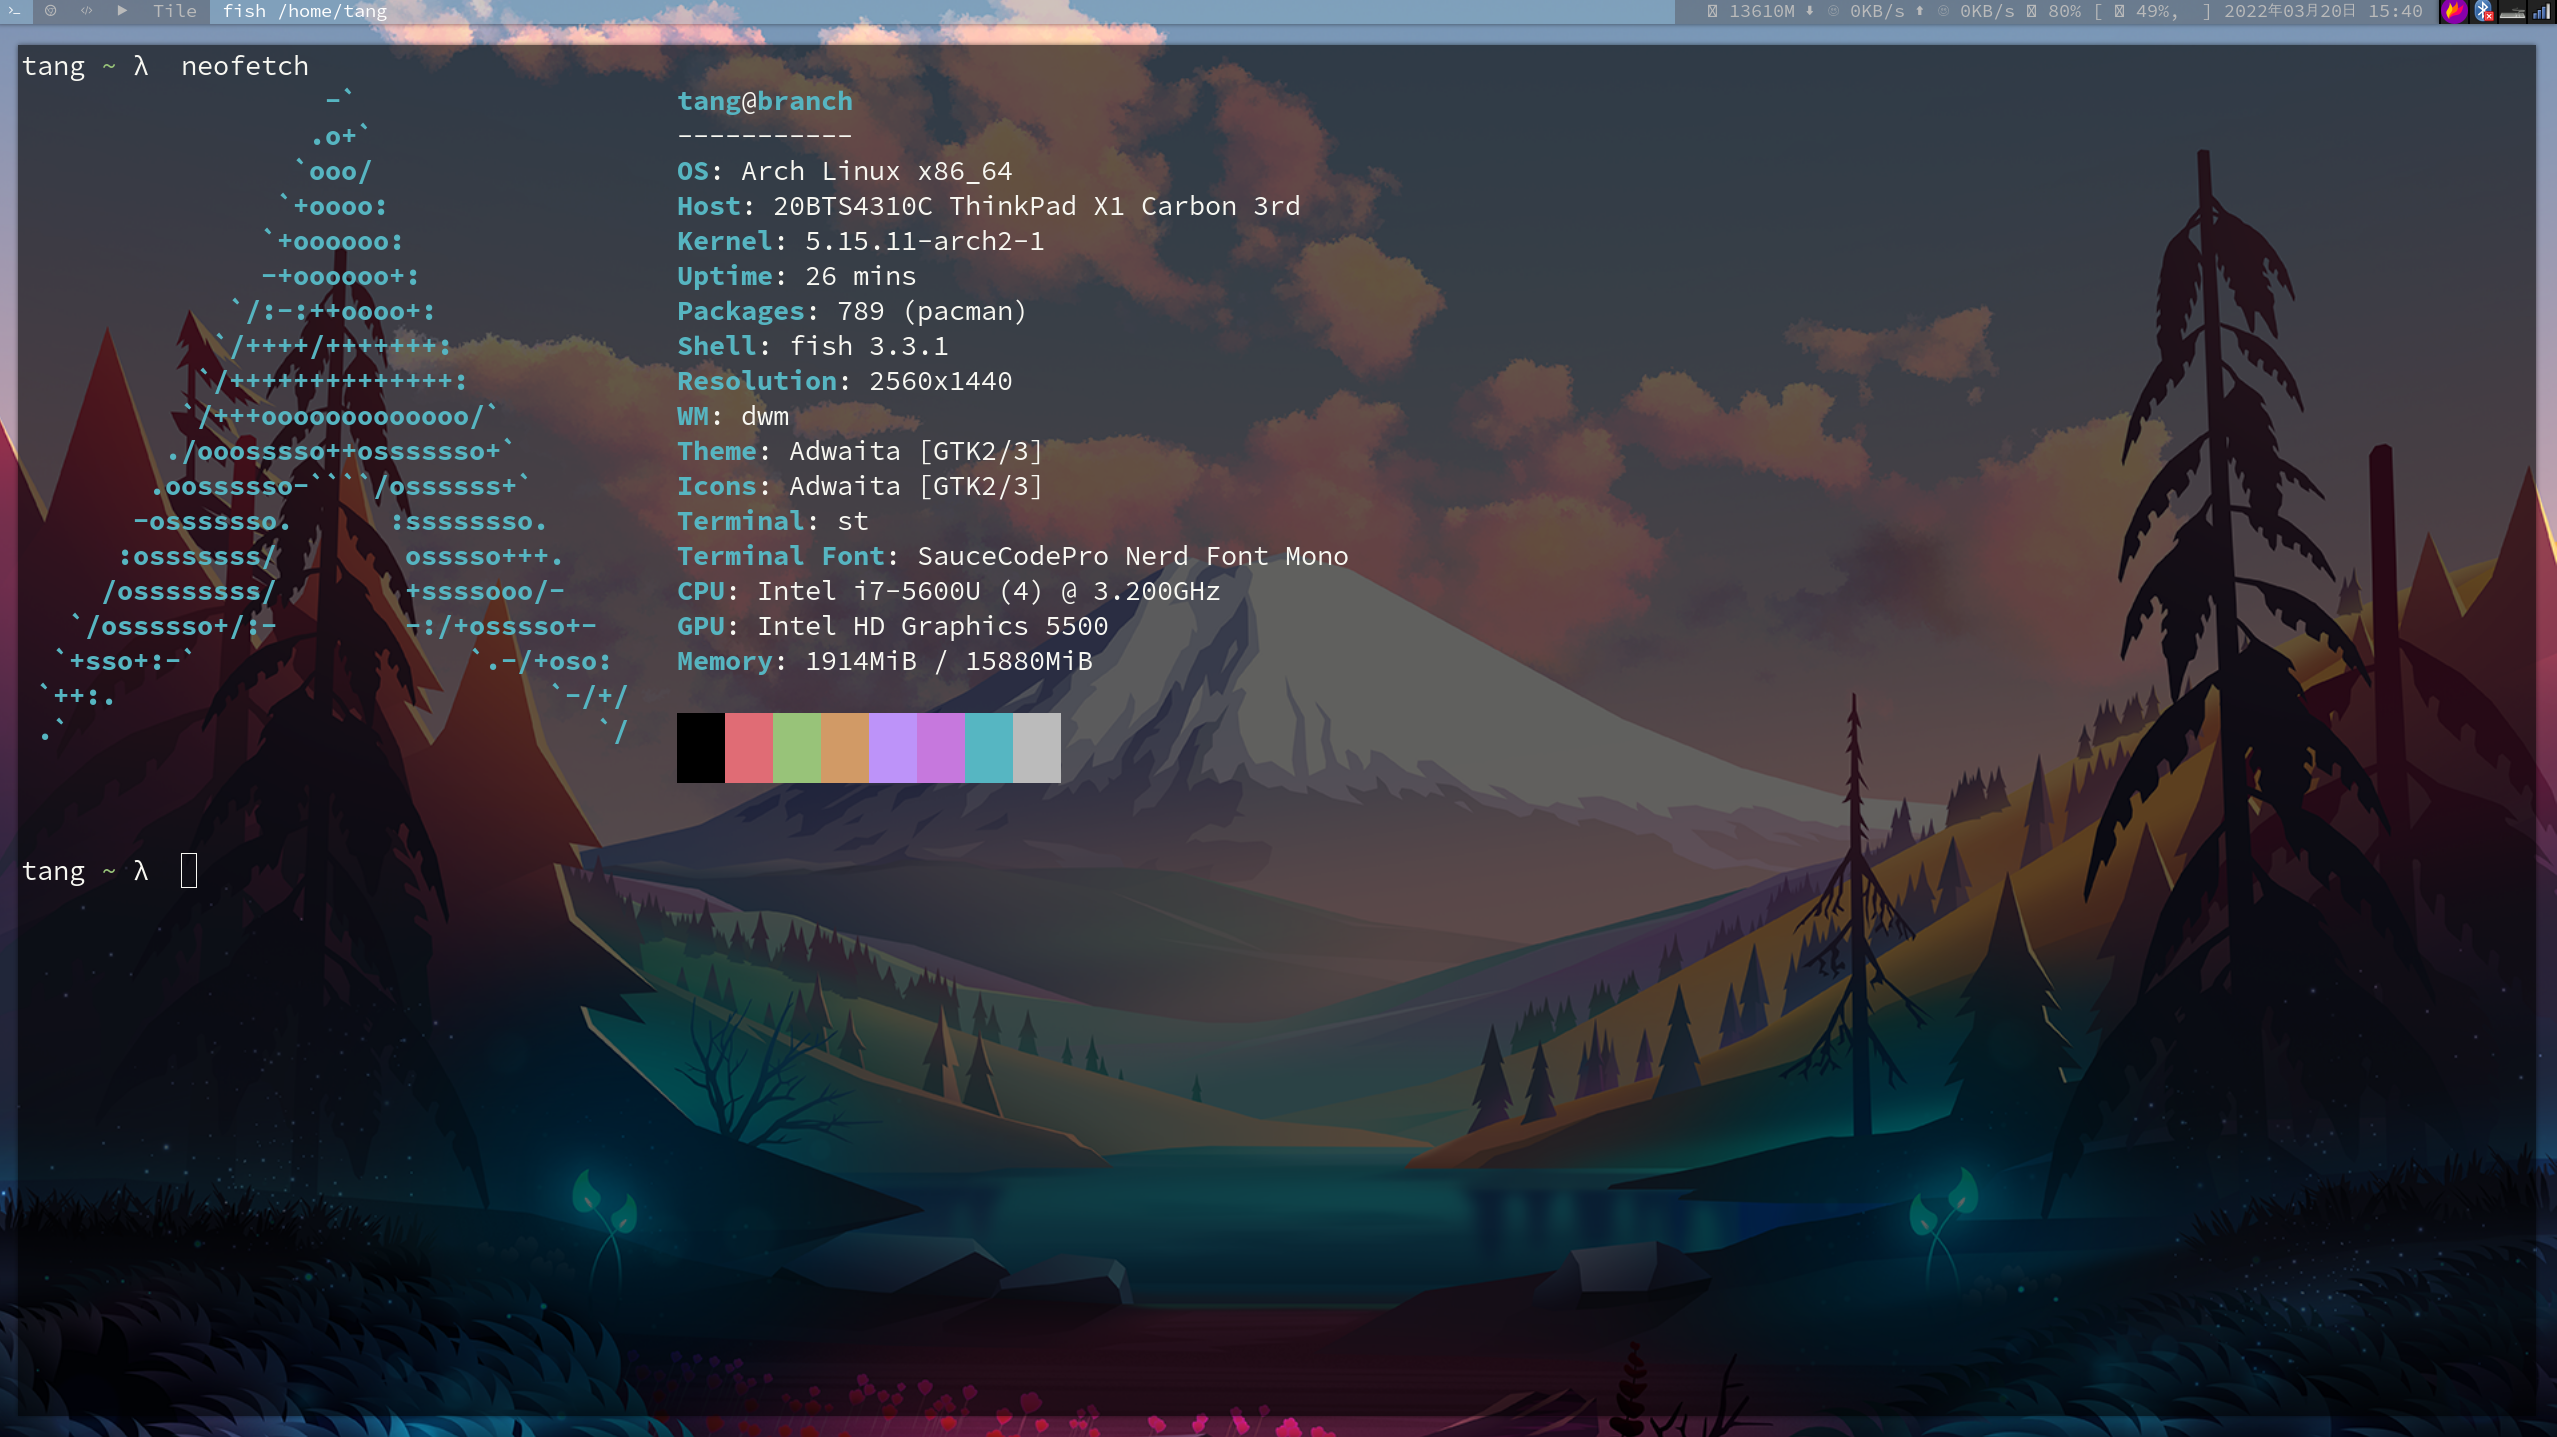 Tile fish /home/tang 13610M 0KB/s 0KB/s 80% [ 49%, ] 2022年03月20日 15:40
tang ~ λ  neofetch
-`
.o+`
`ooo/
`+oooo:
`+oooooo:
-+oooooo+:
`/:-:++oooo+:
`/++++/+++++++:
`/++++++++++++++:
`/+++ooooooooooooo/`
./ooosssso++osssssso+`
.oossssso-````/ossssss+`
-osssssso.      :ssssssso.
:osssssss/        osssso+++.
/ossssssss/        +ssssooo/-
`/ossssso+/:-        -:/+osssso+-
`+sso+:-`                 `.-/+oso:
`++:.                           `-/+/
.`                                 `/
tang@branch
-----------
OS: Arch Linux x86_64
Host: 20BTS4310C ThinkPad X1 Carbon 3rd
Kernel: 5.15.11-arch2-1
Uptime: 26 mins
Packages: 789 (pacman)
Shell: fish 3.3.1
Resolution: 2560x1440
WM: dwm
Theme: Adwaita [GTK2/3]
Icons: Adwaita [GTK2/3]
Terminal: st
Terminal Font: SauceCodePro Nerd Font Mono
CPU: Intel i7-5600U (4) @ 3.200GHz
GPU: Intel HD Graphics 5500
Memory: 1914MiB / 15880MiB
tang ~ λ